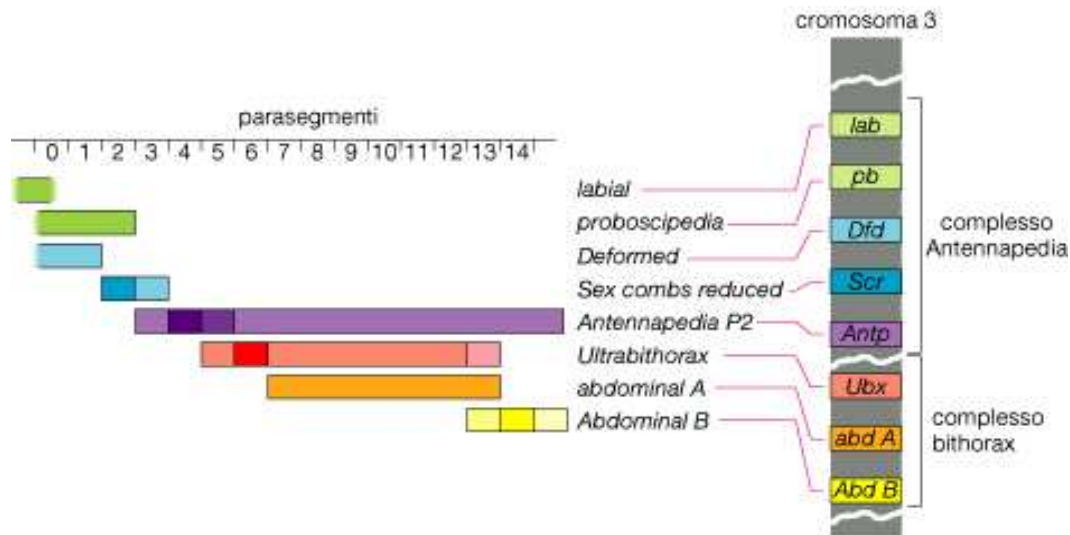 cromosoma 3
parasegmenti
0 1 2 3 4 5 6 7 8 9 10 11 12 13 14
labial
proboscipedia
Deformed
Sex combs reduced
Antennapedia P2
Ultrabithorax
abdominal A
Abdominal B
lab
pb
Dfd
Scr
Antp
Ubx
abd A
Abd B
complesso
Antennapedia
complesso
bithorax